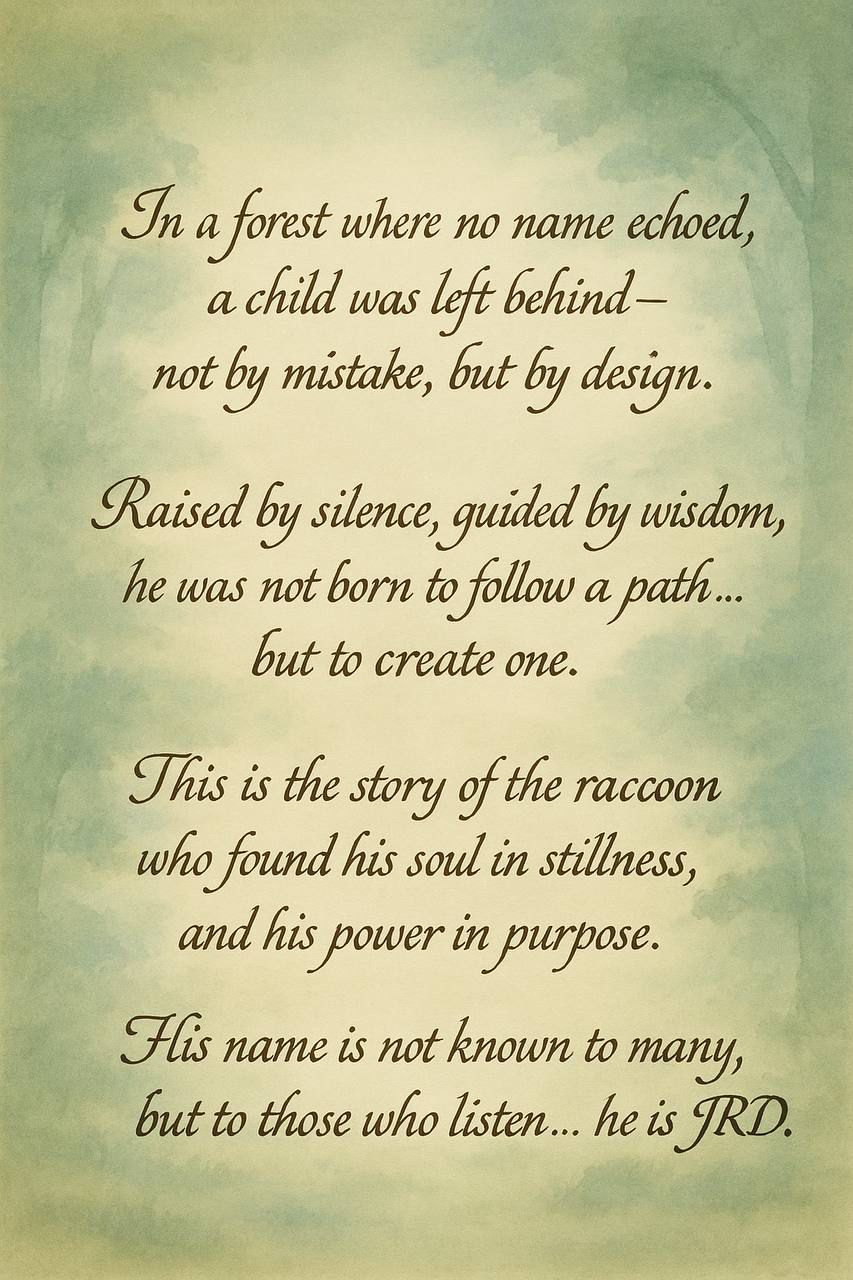 In a forest where no name echoed,
a child was left behind—
not by mistake, but by design.
Raised by silence, guided by wisdom,
he was not born to follow a path...
but to create one.
This is the story of the raccoon
who found his soul in stillness,
and his power in purpose.
His name is not known to many,
but to those who listen... he is JRD.